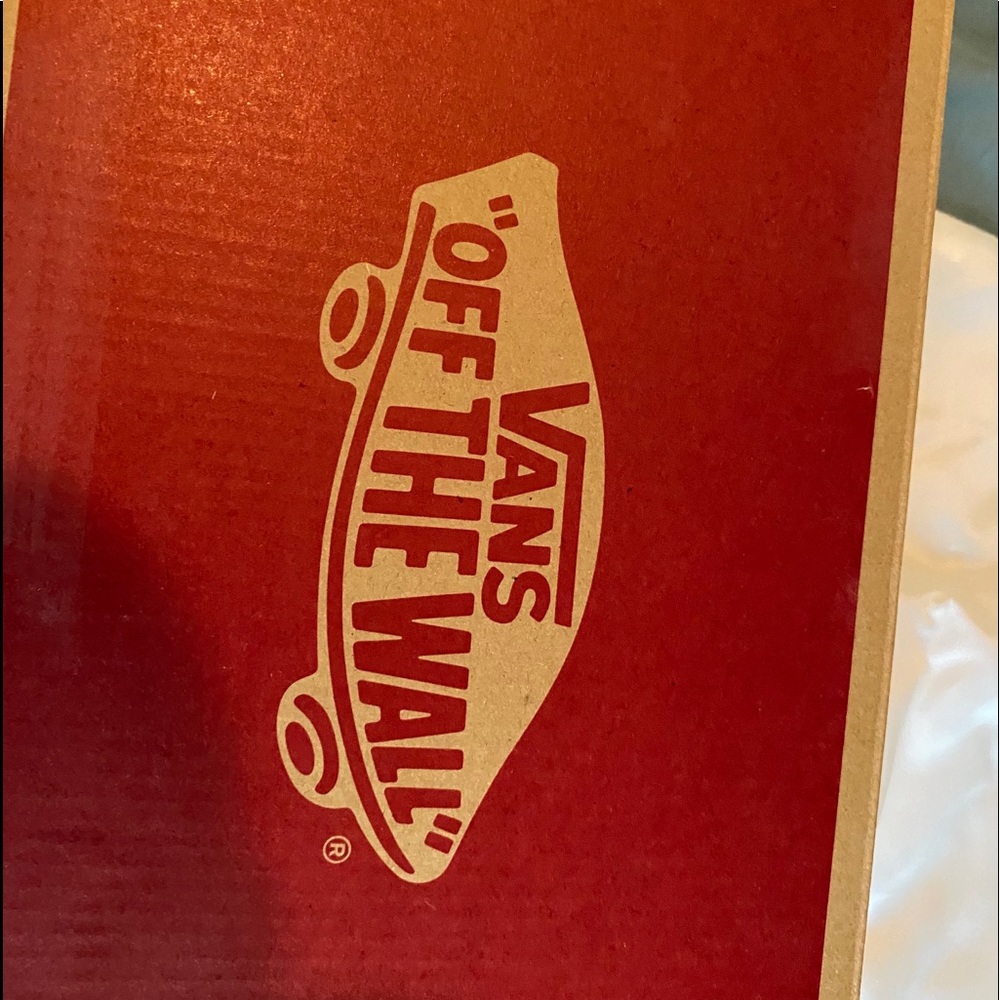 VANS
"OFF THE WALL"
®